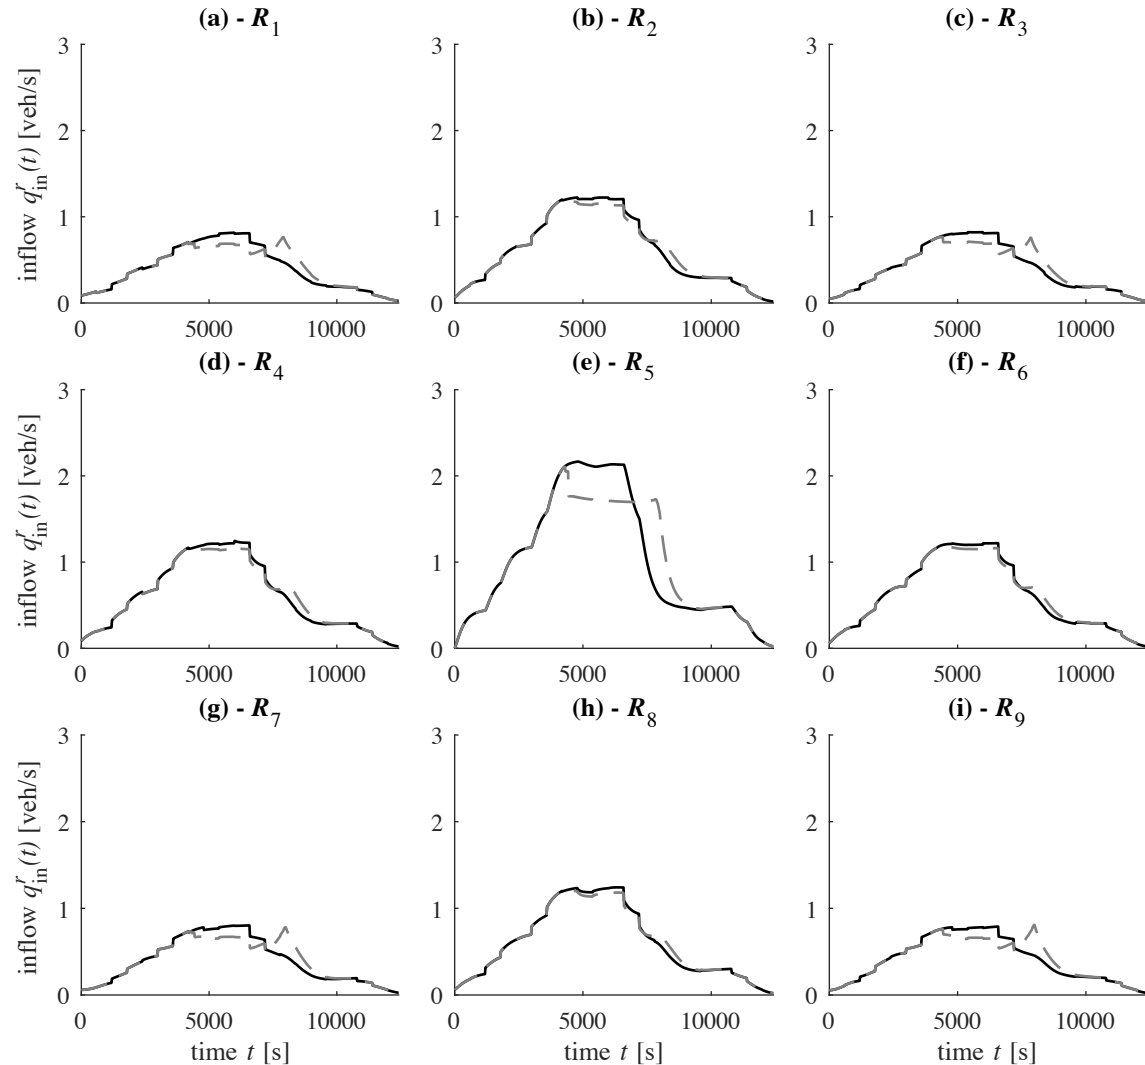 (a) - R1 (b) - R2 (c) - R3
3 3 3
2 2 2
1 1 1
0 0 0
0 5000 10000 0 5000 10000 0 5000 10000
inflow q_in^r(t) [veh/s]
(d) - R4 (e) - R5 (f) - R6
3 3 3
2 2 2
1 1 1
0 0 0
0 5000 10000 0 5000 10000 0 5000 10000
inflow q_in^r(t) [veh/s]
(g) - R7 (h) - R8 (i) - R9
3 3 3
2 2 2
1 1 1
0 0 0
0 5000 10000 0 5000 10000 0 5000 10000
inflow q_in^r(t) [veh/s]
time t [s] time t [s] time t [s]